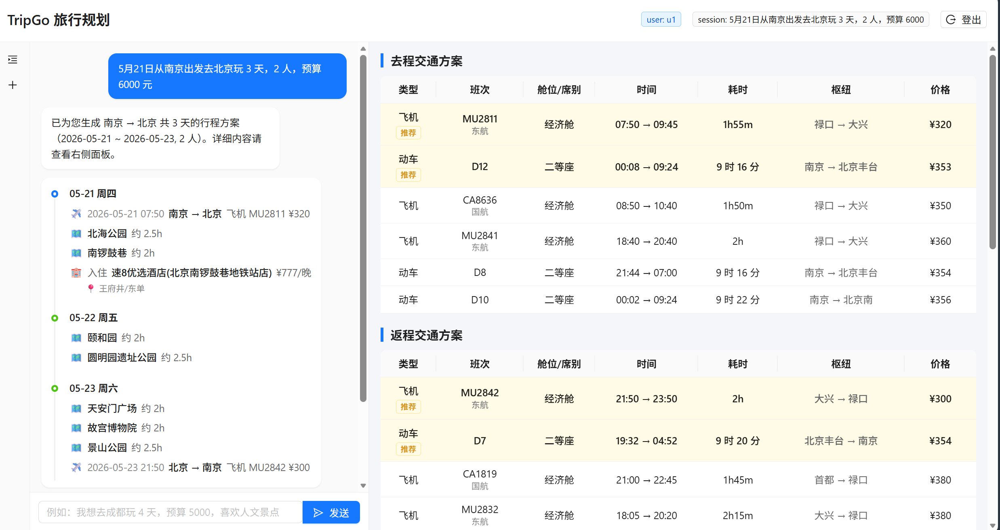 TripGo 旅行规划
user: u1
session: 5月21日从南京出发去北京玩 3 天，2 人，预算 6000
登出
5月21日从南京出发去北京玩 3 天，2 人，预算
6000 元
已为您生成 南京 → 北京 共 3 天的行程方案
（2026-05-21 ~ 2026-05-23, 2 人）。详细内容请
查看右侧面板。
05-21 周四
2026-05-21 07:50 南京 → 北京 飞机 MU2811 ¥320
北海公园 约 2.5h
南锣鼓巷 约 2h
入住 速8优选酒店(北京南锣鼓巷地铁站店) ¥777/晚
王府井/东单
05-22 周五
颐和园 约 2h
圆明园遗址公园 约 2.5h
05-23 周六
天安门广场 约 2h
故宫博物院 约 2h
景山公园 约 2.5h
2026-05-23 21:50 北京 → 南京 飞机 MU2842 ¥300
例如：我想去成都玩 4 天，预算 5000，喜欢人文景点
发送
去程交通方案
类型 班次 舱位/席别 时间 耗时 枢纽 价格
飞机 推荐 MU2811 东航 经济舱 07:50 → 09:45 1h55m 禄口 → 大兴 ¥320
动车 推荐 D12 二等座 00:08 → 09:24 9 时 16 分 南京 → 北京丰台 ¥353
飞机 CA8636 国航 经济舱 08:50 → 10:40 1h50m 禄口 → 大兴 ¥350
飞机 MU2841 东航 经济舱 18:40 → 20:40 2h 禄口 → 大兴 ¥360
动车 D8 二等座 21:44 → 07:00 9 时 16 分 南京 → 北京丰台 ¥354
动车 D10 二等座 00:02 → 09:24 9 时 22 分 南京 → 北京南 ¥356
返程交通方案
类型 班次 舱位/席别 时间 耗时 枢纽 价格
飞机 推荐 MU2842 东航 经济舱 21:50 → 23:50 2h 大兴 → 禄口 ¥300
动车 推荐 D7 二等座 19:32 → 04:52 9 时 20 分 北京丰台 → 南京 ¥354
飞机 CA1819 国航 经济舱 21:00 → 22:45 1h45m 首都 → 禄口 ¥380
飞机 MU2832 东航 经济舱 18:05 → 20:20 2h15m 大兴 → 禄口 ¥380